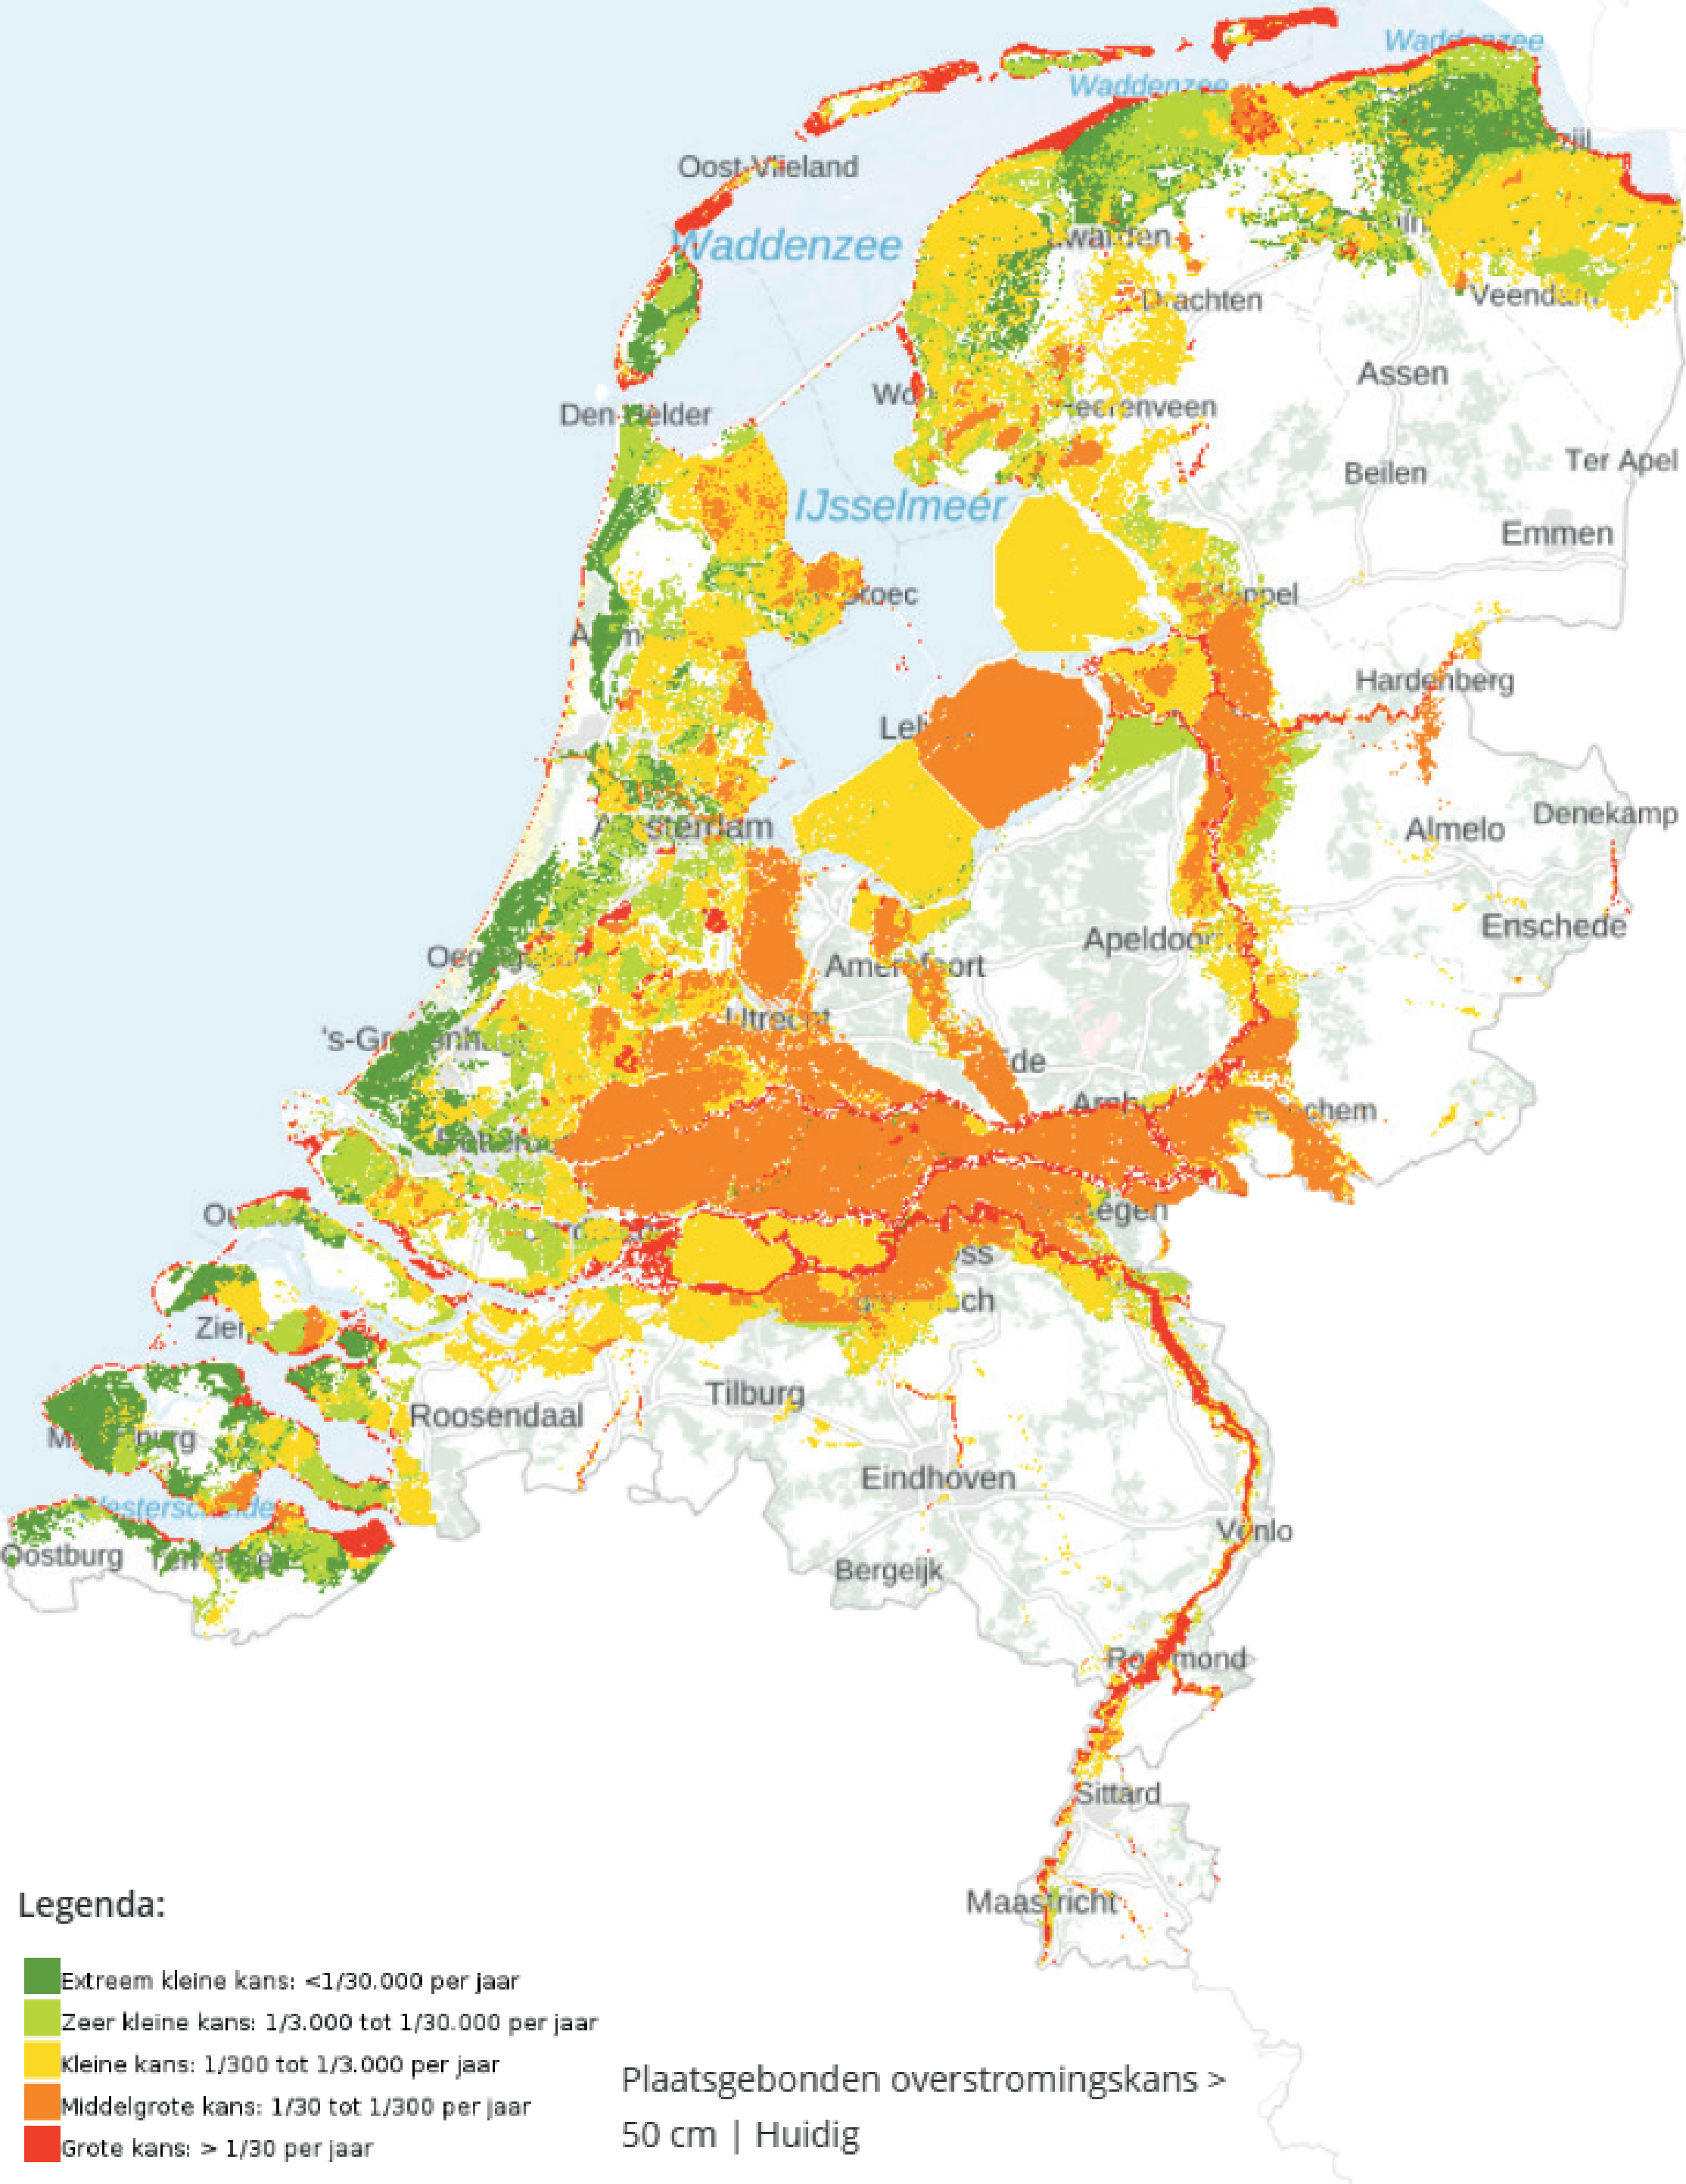 Waddenzee
Waddenzee
Oost-Vlieland
Waddenzee
Drachten
Veendam
Assen
Den Helder
Heerenveen
Beilen
Ter Apel
IJsselmeer
Emmen
Hardenberg
Amsterdam
Almelo
Denekamp
Enschede
Apeldoorn
Amersfoort
Utrecht
Tilburg
Roosendaal
Eindhoven
Westerschelde
Oostburg
Venlo
Bergeijk
Roermond
Sittard
Maastricht
Legenda:
Extreem kleine kans: <1/30.000 per jaar
Zeer kleine kans: 1/3.000 tot 1/30.000 per jaar
Kleine kans: 1/300 tot 1/3.000 per jaar
Middelgrote kans: 1/30 tot 1/300 per jaar
Grote kans: > 1/30 per jaar
Plaatsgebonden overstromingskans >
50 cm | Huidig